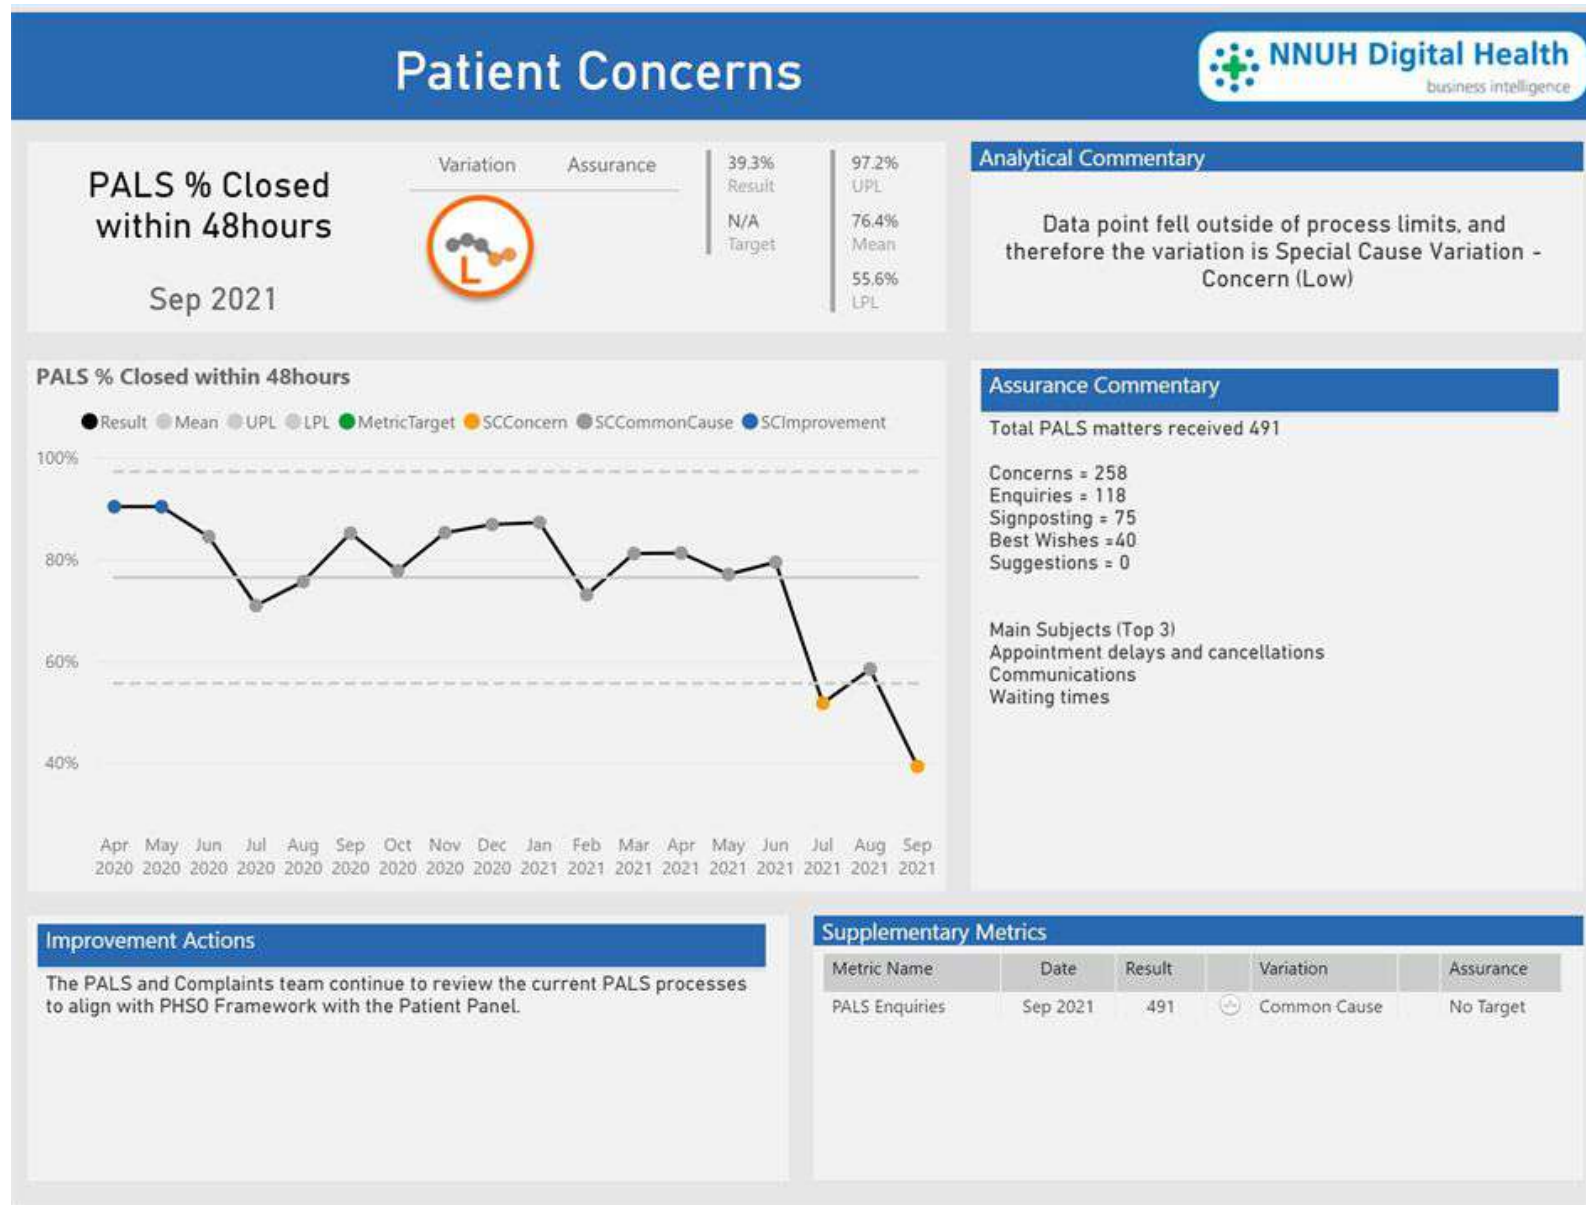 Patient Concerns
NNUH Digital Health
business intelligence
PALS % Closed
within 48hours
Sep 2021
Variation Assurance
L
39.3%
Result
N/A
Target
97.2%
UPL
76.4%
Mean
55.6%
LPL
Analytical Commentary
Data point fell outside of process limits, and
therefore the variation is Special Cause Variation -
Concern (Low)
PALS % Closed within 48hours
Result Mean UPL LPL MetricTarget SCConcern SCCommonCause SCImprovement
100%
80%
60%
40%
Apr May Jun Jul Aug Sep Oct Nov Dec Jan Feb Mar Apr May Jun Jul Aug Sep
2020 2020 2020 2020 2020 2020 2020 2020 2020 2021 2021 2021 2021 2021 2021 2021 2021 2021
Assurance Commentary
Total PALS matters received 491
Concerns = 258
Enquiries = 118
Signposting = 75
Best Wishes =40
Suggestions = 0
Main Subjects (Top 3)
Appointment delays and cancellations
Communications
Waiting times
Improvement Actions
The PALS and Complaints team continue to review the current PALS processes
to align with PHSO Framework with the Patient Panel.
Supplementary Metrics
Metric Name Date Result Variation Assurance
PALS Enquiries Sep 2021 491 Common Cause No Target